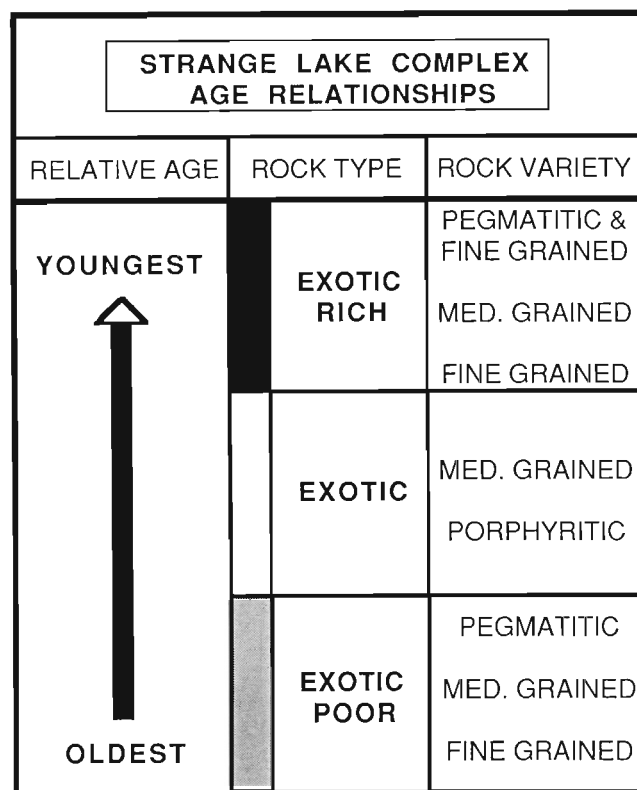 STRANGE LAKE COMPLEX
AGE RELATIONSHIPS
RELATIVE AGE
ROCK TYPE
ROCK VARIETY
YOUNGEST
OLDEST
EXOTIC
RICH
PEGMATITIC &
FINE GRAINED
MED. GRAINED
FINE GRAINED
EXOTIC
MED. GRAINED
PORPHYRITIC
EXOTIC
POOR
PEGMATITIC
MED. GRAINED
FINE GRAINED